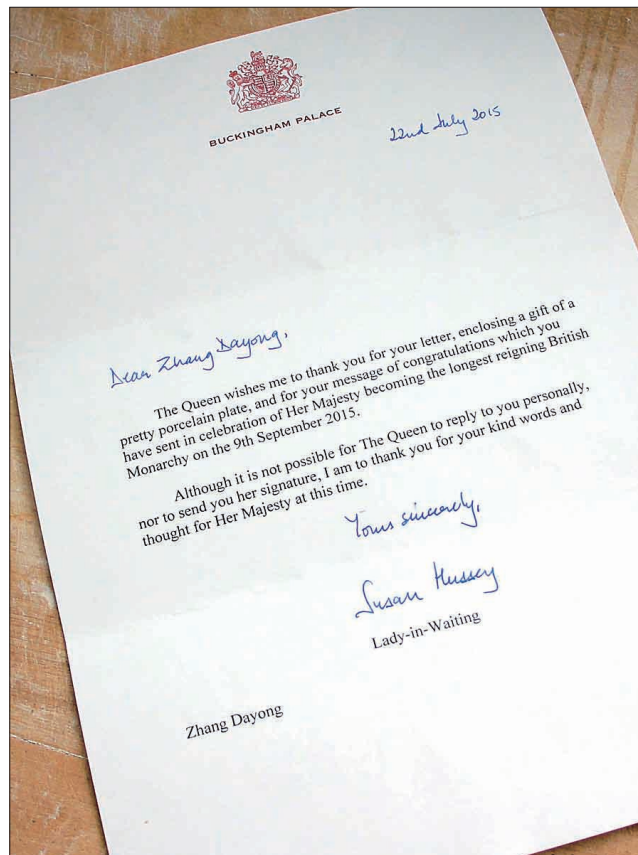 BUCKINGHAM PALACE
22nd July 2015
Dear Zhang Dayong,
The Queen wishes me to thank you for your letter, enclosing a gift of a
pretty porcelain plate, and for your message of congratulations which you
have sent in celebration of Her Majesty becoming the longest reigning British
Monarchy on the 9th September 2015.
Although it is not possible for The Queen to reply to you personally,
nor to send you her signature, I am to thank you for your kind words and
thought for Her Majesty at this time.
Yours sincerely,
Susan Hussey
Lady-in-Waiting
Zhang Dayong